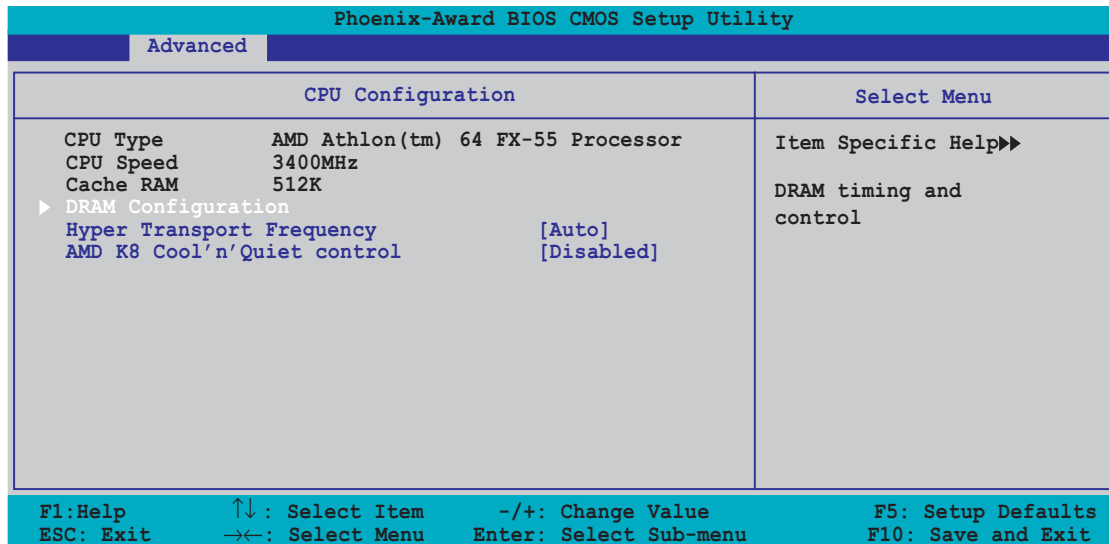 Phoenix-Award BIOS CMOS Setup Utility
Advanced
CPU Configuration
Select Menu
CPU Type AMD Athlon(tm) 64 FX-55 Processor
CPU Speed 3400MHz
Cache RAM 512K
DRAM Configuration
Hyper Transport Frequency [Auto]
AMD K8 Cool'n'Quiet control [Disabled]
Item Specific Help
DRAM timing and
control
F1:Help ↑↓: Select Item -/+: Change Value F5: Setup Defaults
ESC: Exit →←: Select Menu Enter: Select Sub-menu F10: Save and Exit